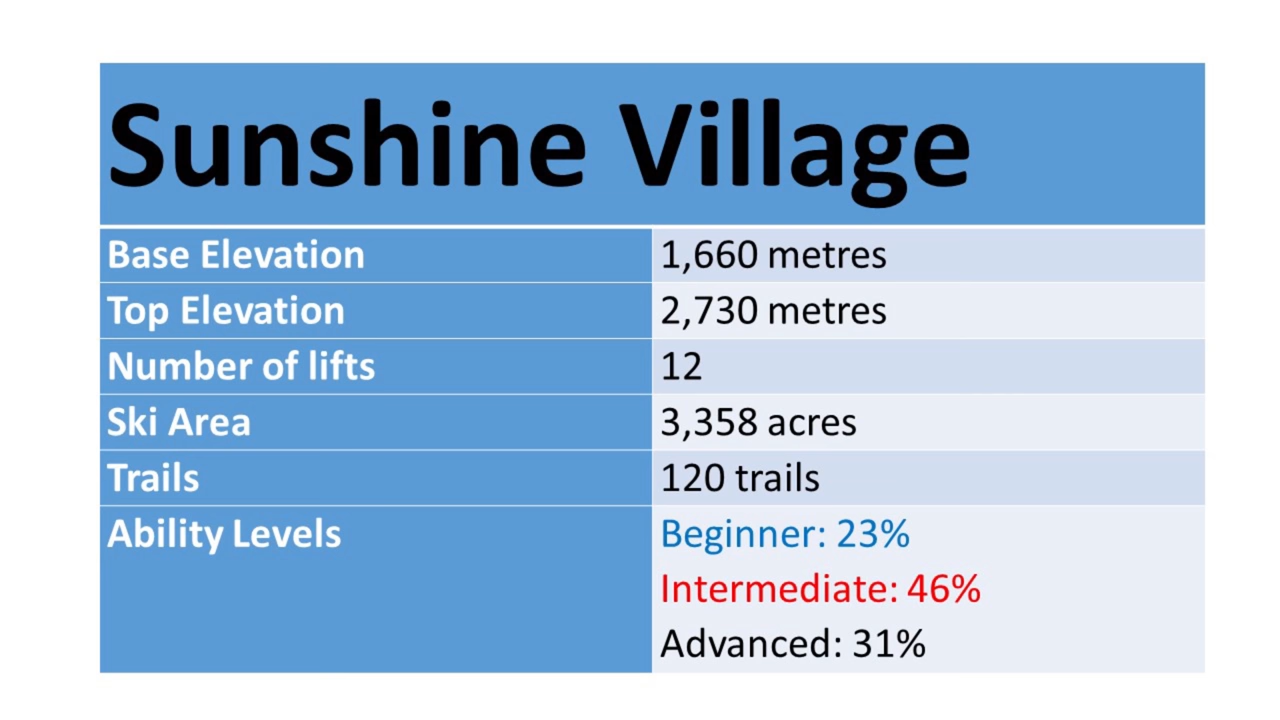 Sunshine Village
Base Elevation 1,660 metres
Top Elevation 2,730 metres
Number of lifts 12
Ski Area 3,358 acres
Trails 120 trails
Ability Levels Beginner: 23%
Intermediate: 46%
Advanced: 31%